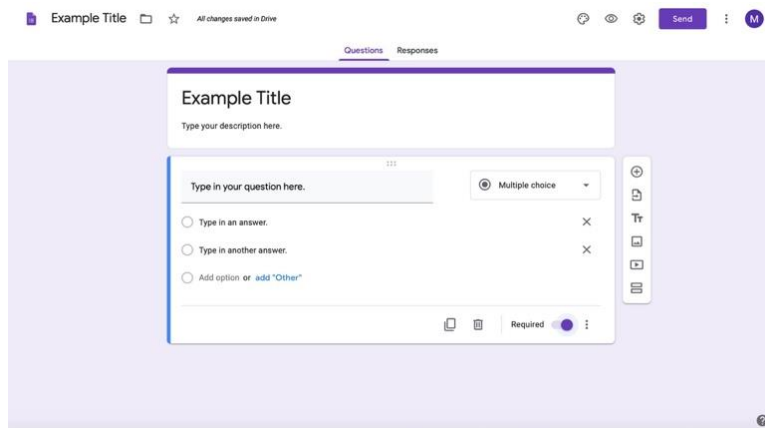 Example Title
All changes saved in Drive
Send
M
Questions Responses
Example Title
Type your description here.
Type in your question here.
Multiple choice
Type in an answer.
Type in another answer.
Add option or add "Other"
Required
Tт